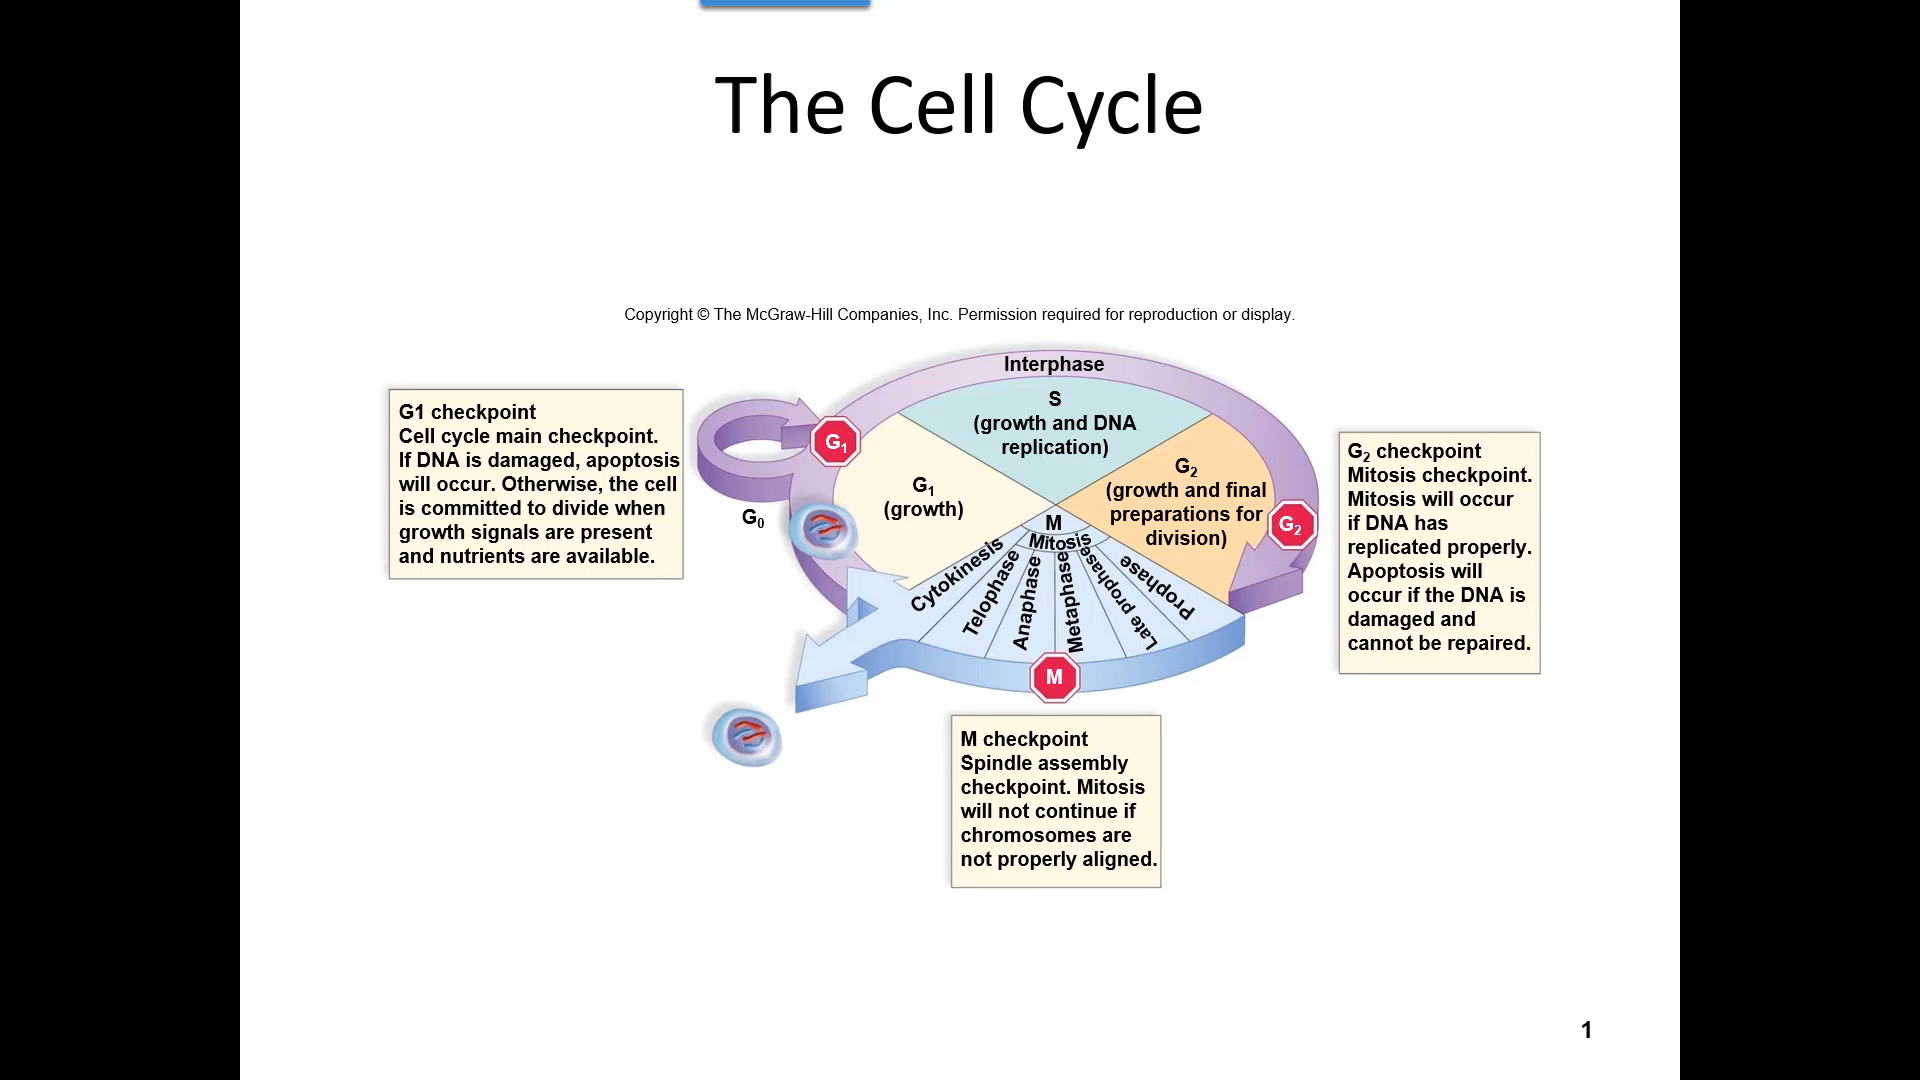 The Cell Cycle
Copyright © The McGraw-Hill Companies, Inc. Permission required for reproduction or display.
G1 checkpoint
Cell cycle main checkpoint.
If DNA is damaged, apoptosis
will occur. Otherwise, the cell
is committed to divide when
growth signals are present
and nutrients are available.
G₀
G₁
Interphase
S
(growth and DNA
replication)
G₁
(growth)
G₂
(growth and final
preparations for
division)
G₂
M
Mitosis
Cytokinesis
Telophase
Anaphase
Metaphase
Late prophase
Prophase
M
G₂ checkpoint
Mitosis checkpoint.
Mitosis will occur
if DNA has
replicated properly.
Apoptosis will
occur if the DNA is
damaged and
cannot be repaired.
M checkpoint
Spindle assembly
checkpoint. Mitosis
will not continue if
chromosomes are
not properly aligned.
1